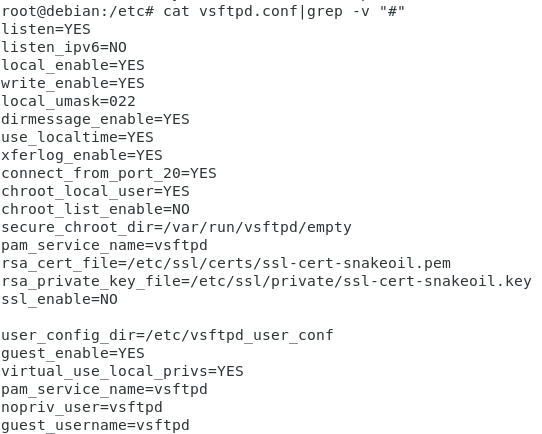 root@debian:/etc# cat vsftpd.conf|grep -v "#"
listen=YES
listen_ipv6=NO
local_enable=YES
write_enable=YES
local_umask=022
dirmessage_enable=YES
use_localtime=YES
xferlog_enable=YES
connect_from_port_20=YES
chroot_local_user=YES
chroot_list_enable=NO
secure_chroot_dir=/var/run/vsftpd/empty
pam_service_name=vsftpd
rsa_cert_file=/etc/ssl/certs/ssl-cert-snakeoil.pem
rsa_private_key_file=/etc/ssl/private/ssl-cert-snakeoil.key
ssl_enable=NO
user_config_dir=/etc/vsftpd_user_conf
guest_enable=YES
virtual_use_local_privs=YES
pam_service_name=vsftpd
nopriv_user=vsftpd
guest_username=vsftpd